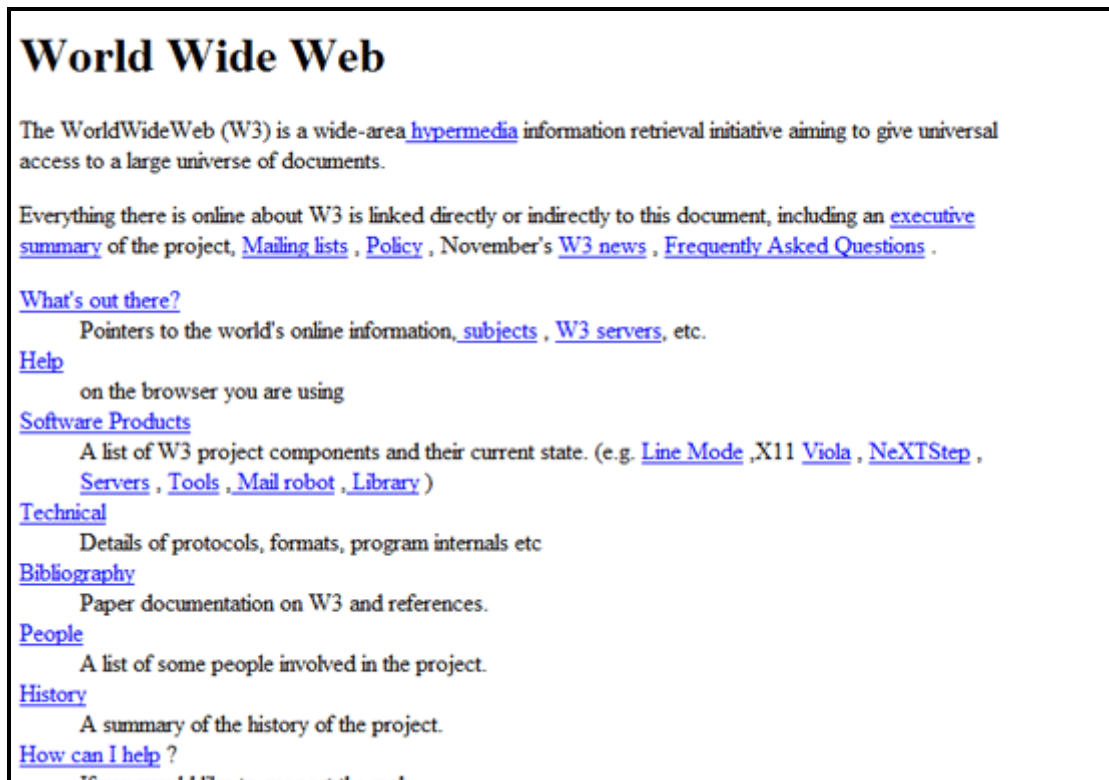 World Wide Web
The WorldWideWeb (W3) is a wide-area hypermedia information retrieval initiative aiming to give universal
access to a large universe of documents.
Everything there is online about W3 is linked directly or indirectly to this document, including an executive
summary of the project, Mailing lists , Policy , November's W3 news , Frequently Asked Questions .
What's out there?
Pointers to the world's online information, subjects , W3 servers, etc.
Help
on the browser you are using
Software Products
A list of W3 project components and their current state. (e.g. Line Mode ,X11 Viola , NeXTStep ,
Servers , Tools , Mail robot , Library )
Technical
Details of protocols, formats, program internals etc
Bibliography
Paper documentation on W3 and references.
People
A list of some people involved in the project.
History
A summary of the history of the project.
How can I help ?